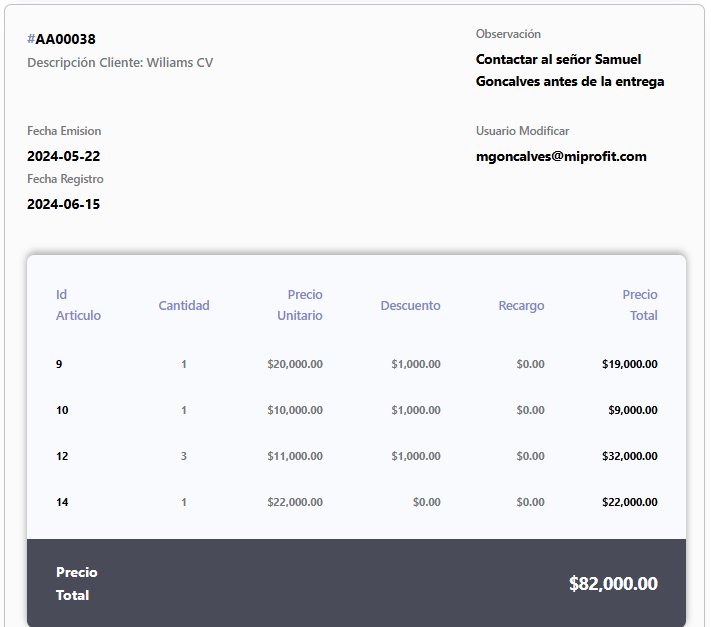 #AA00038
Descripción Cliente: Wiliams CV
Observación
Contactar al señor Samuel
Goncalves antes de la entrega
Fecha Emision
2024-05-22
Fecha Registro
2024-06-15
Usuario Modificar
mgoncalves@miprofit.com
Id Articulo Cantidad Precio Unitario Descuento Recargo Precio Total
9 1 $20,000.00 $1,000.00 $0.00 $19,000.00
10 1 $10,000.00 $1,000.00 $0.00 $9,000.00
12 3 $11,000.00 $1,000.00 $0.00 $32,000.00
14 1 $22,000.00 $0.00 $0.00 $22,000.00
Precio Total $82,000.00